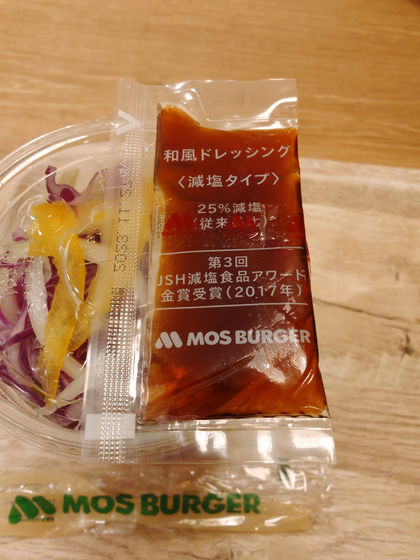 和風ドレッシング
〈減塩タイプ〉
25%減塩
(従来
第3回
JSH減塩食品アワード
金賞受賞(2017年)
MOS BURGER
MOS BURGER